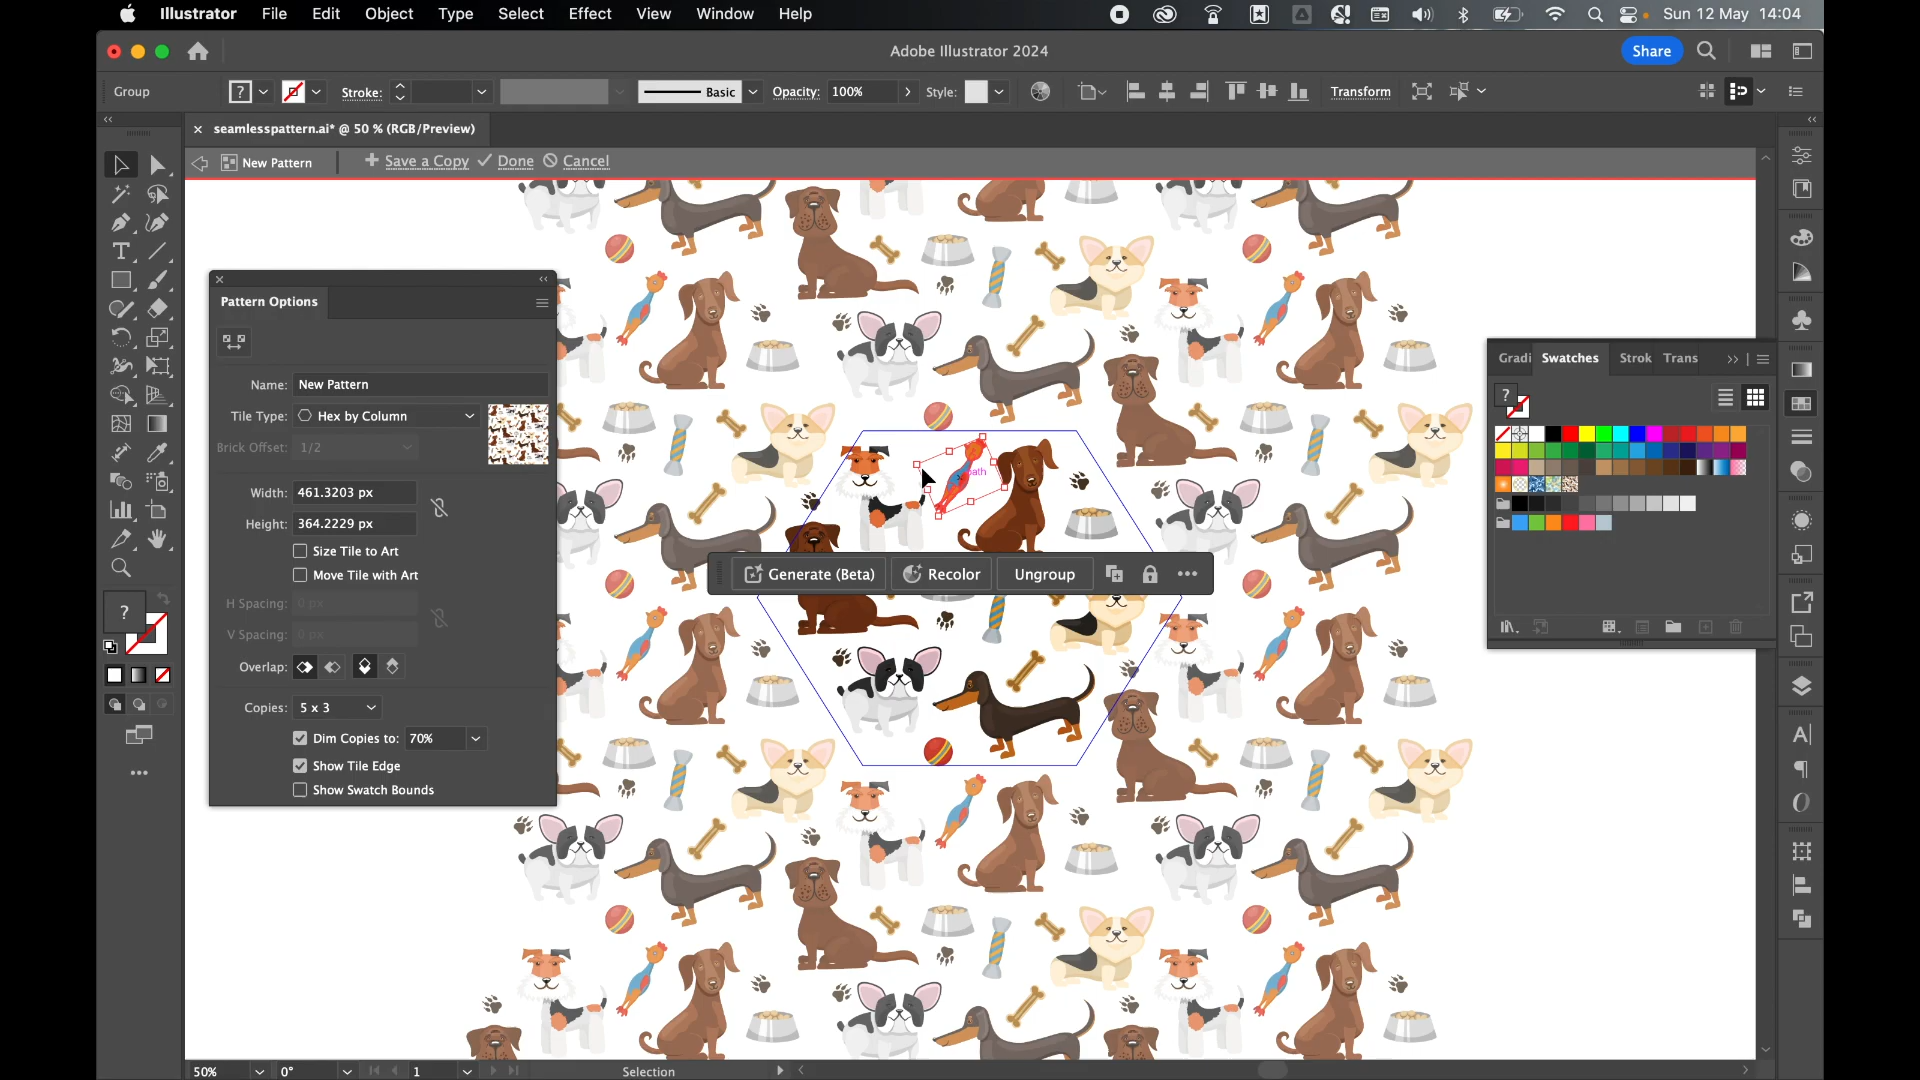 Illustrator File Edit Object Type Select Effect View Window Help Sun 12 May 14:04
Adobe Illustrator 2024 Share
Group ? Stroke: Basic Opacity: 100% Style: Transform
seamlesspattern.ai* @ 50 % (RGB/Preview)
New Pattern Save a Copy Done Cancel
Pattern Options
Name: New Pattern
Tile Type: Hex by Column
Brick Offset: 1/2
Width: 461.3203 px
Height: 364.2229 px
Size Tile to Art
Move Tile with Art
H Spacing: 0 px
V Spacing: 0 px
Overlap:
Copies: 5 x 3
Dim Copies to: 70%
Show Tile Edge
Show Swatch Bounds
Generate (Beta) Recolor Ungroup
Gradi Swatches Strok Trans
?
?
50% 0° 1 Selection